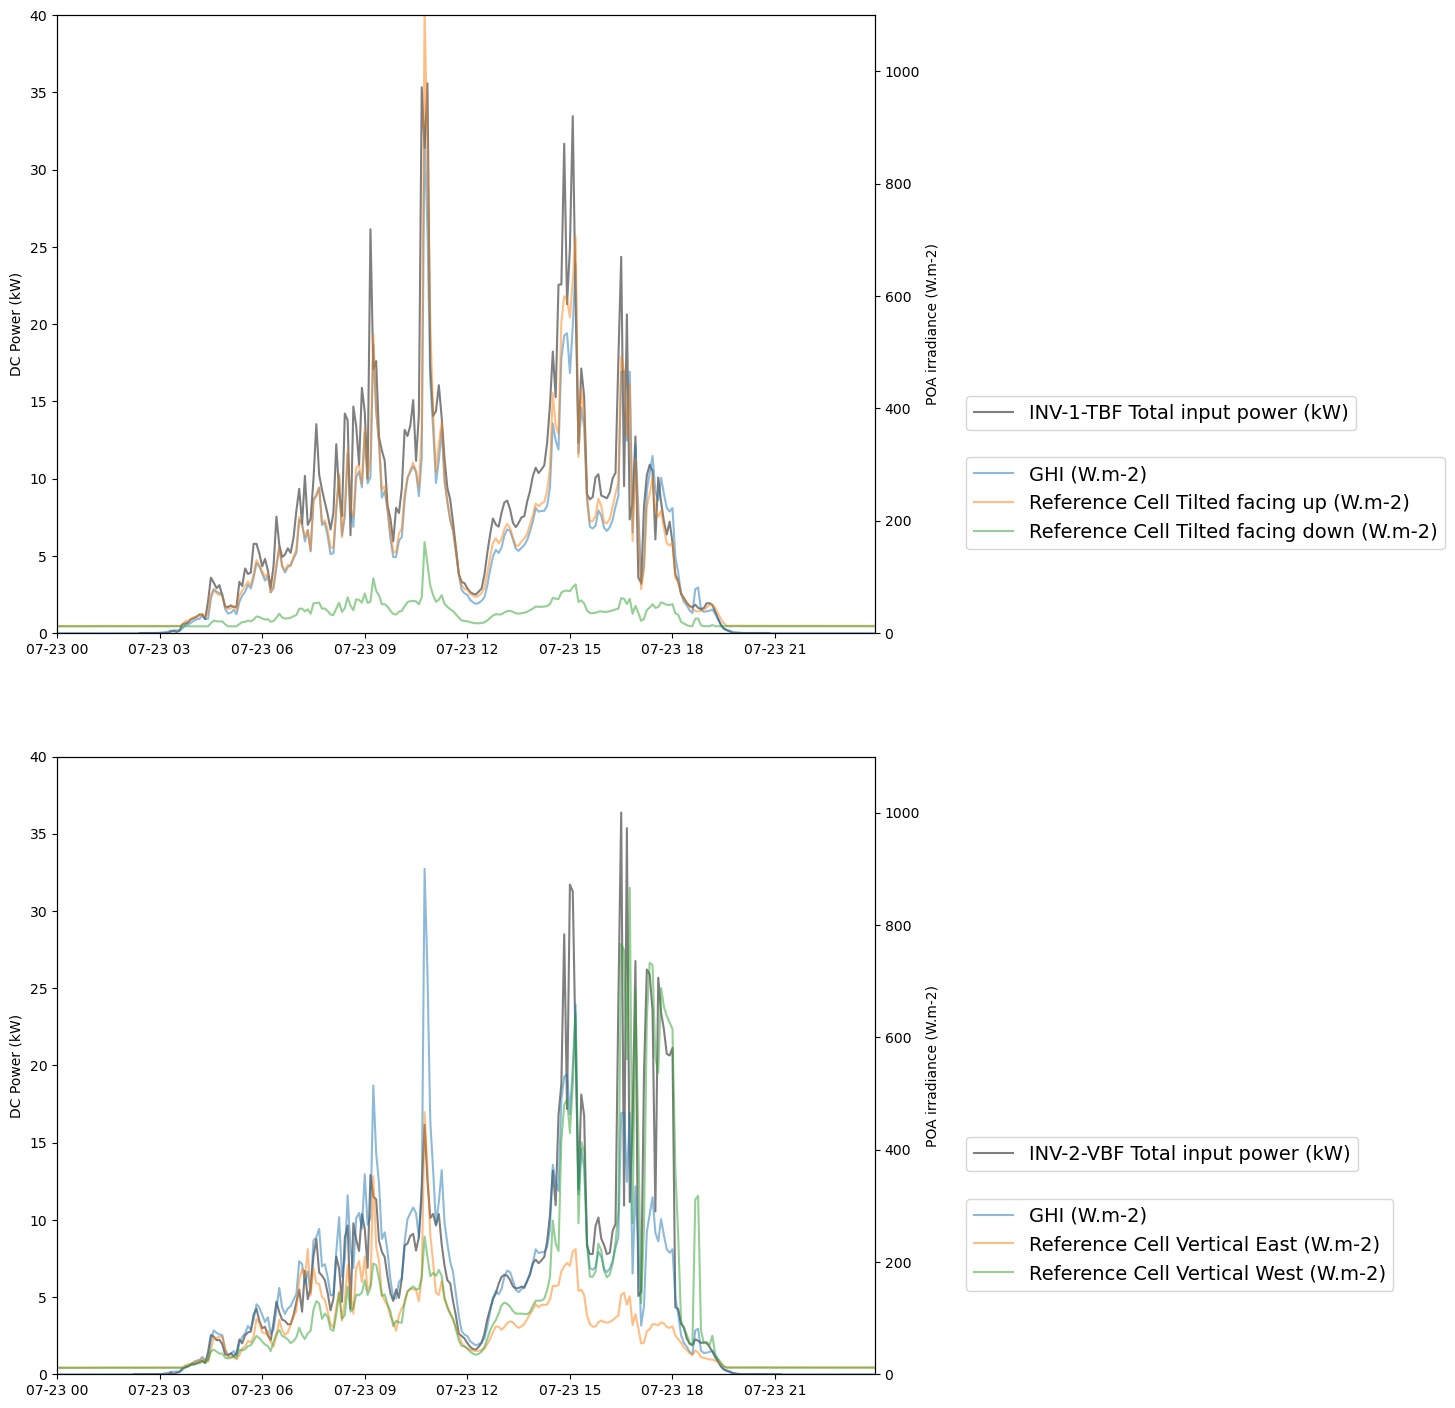 40
35
30
25
20
15
10
5
0
DC Power (kW)
1000
800
600
400
200
0
POA irradiance (W.m-2)
07-23 00 07-23 03 07-23 06 07-23 09 07-23 12 07-23 15 07-23 18 07-23 21
INV-1-TBF Total input power (kW)
GHI (W.m-2)
Reference Cell Tilted facing up (W.m-2)
Reference Cell Tilted facing down (W.m-2)
40
35
30
25
20
15
10
5
0
DC Power (kW)
1000
800
600
400
200
0
POA irradiance (W.m-2)
07-23 00 07-23 03 07-23 06 07-23 09 07-23 12 07-23 15 07-23 18 07-23 21
INV-2-VBF Total input power (kW)
GHI (W.m-2)
Reference Cell Vertical East (W.m-2)
Reference Cell Vertical West (W.m-2)